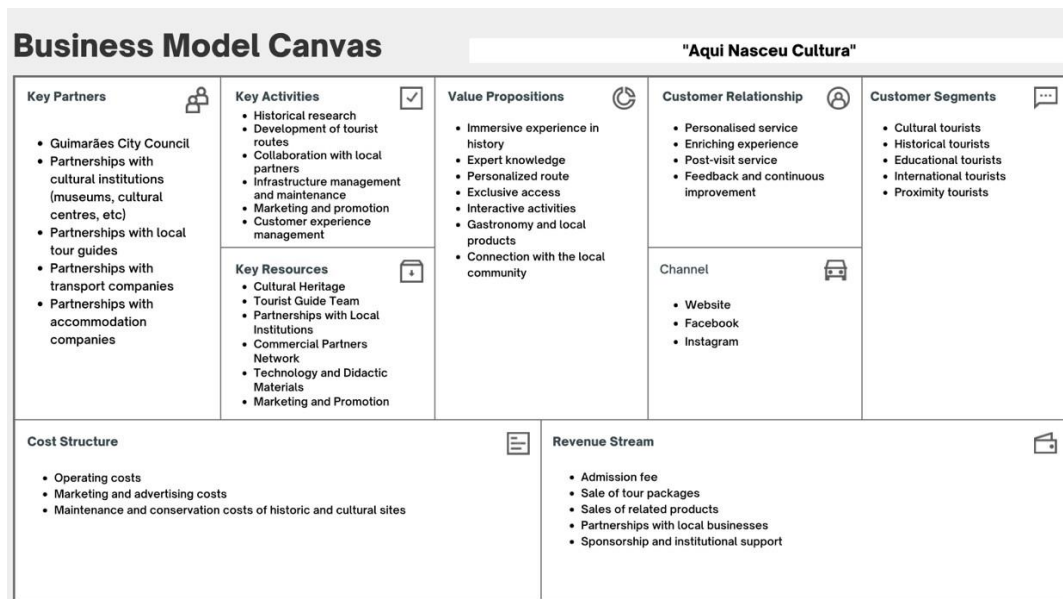 Business Model Canvas
"Aqui Nasceu Cultura"
Key Partners
• Guimarães City Council
• Partnerships with
cultural institutions
(museums, cultural
centres, etc)
• Partnerships with local
tour guides
• Partnerships with
transport companies
• Partnerships with
accommodation
companies
Key Activities
• Historical research
• Development of tourist
routes
• Collaboration with local
partners
• Infrastructure management
and maintenance
• Marketing and promotion
• Customer experience
management
Key Resources
• Cultural Heritage
• Tourist Guide Team
• Partnerships with Local
Institutions
• Commercial Partners
Network
• Technology and Didactic
Materials
• Marketing and Promotion
Value Propositions
• Immersive experience in
history
• Expert knowledge
• Personalized route
• Exclusive access
• Interactive activities
• Gastronomy and local
products
• Connection with the local
community
Customer Relationship
• Personalised service
• Enriching experience
• Post-visit service
• Feedback and continuous
improvement
Channel
• Website
• Facebook
• Instagram
Customer Segments
• Cultural tourists
• Historical tourists
• Educational tourists
• International tourists
• Proximity tourists
Cost Structure
• Operating costs
• Marketing and advertising costs
• Maintenance and conservation costs of historic and cultural sites
Revenue Stream
• Admission fee
• Sale of tour packages
• Sales of related products
• Partnerships with local businesses
• Sponsorship and institutional support